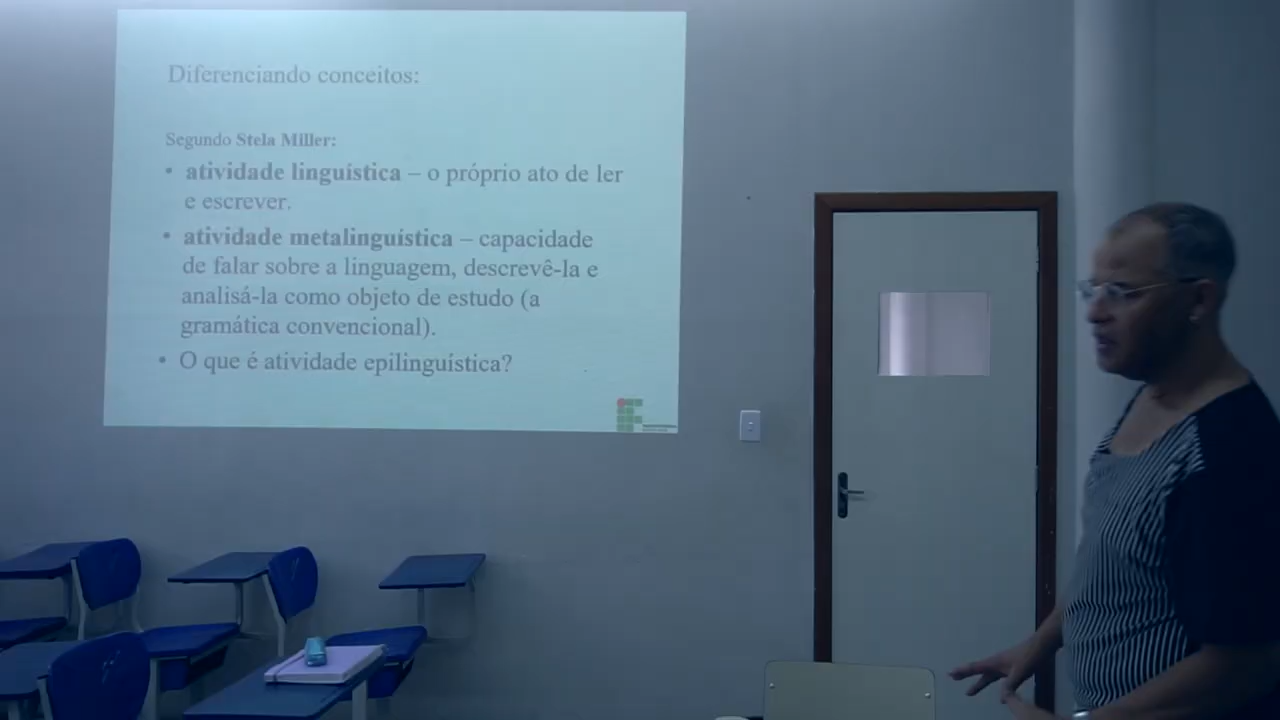 Diferenciando conceitos:
Segundo Stela Miller:
• atividade linguística – o próprio ato de ler
e escrever.
• atividade metalinguística – capacidade
de falar sobre a linguagem, descrevê-la e
analisá-la como objeto de estudo (a
gramática convencional).
• O que é atividade epilinguística?